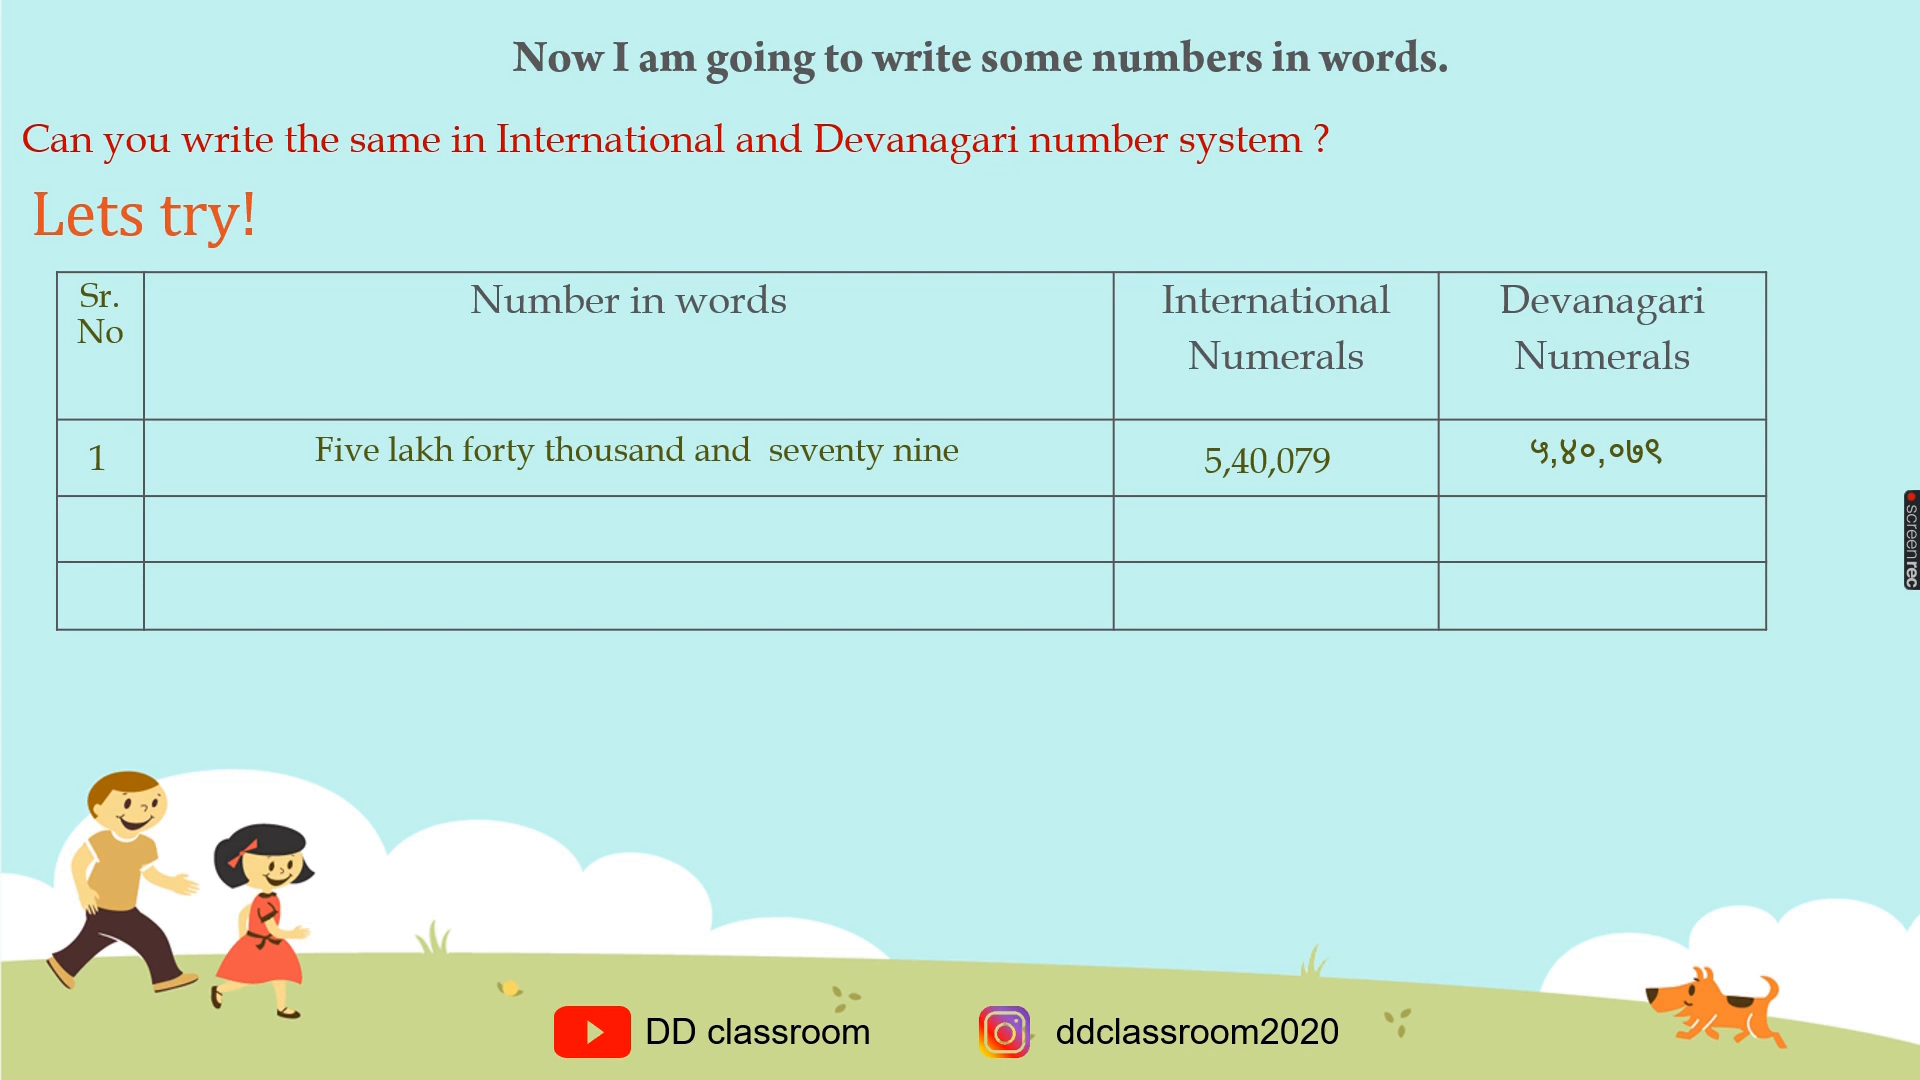 Now I am going to write some numbers in words.
Can you write the same in International and Devanagari number system ?
Lets try!
Sr. No
Number in words
International Numerals
Devanagari Numerals
1
Five lakh forty thousand and seventy nine
5,40,079
५,४०,०७९
screenrec
DD classroom
ddclassroom2020